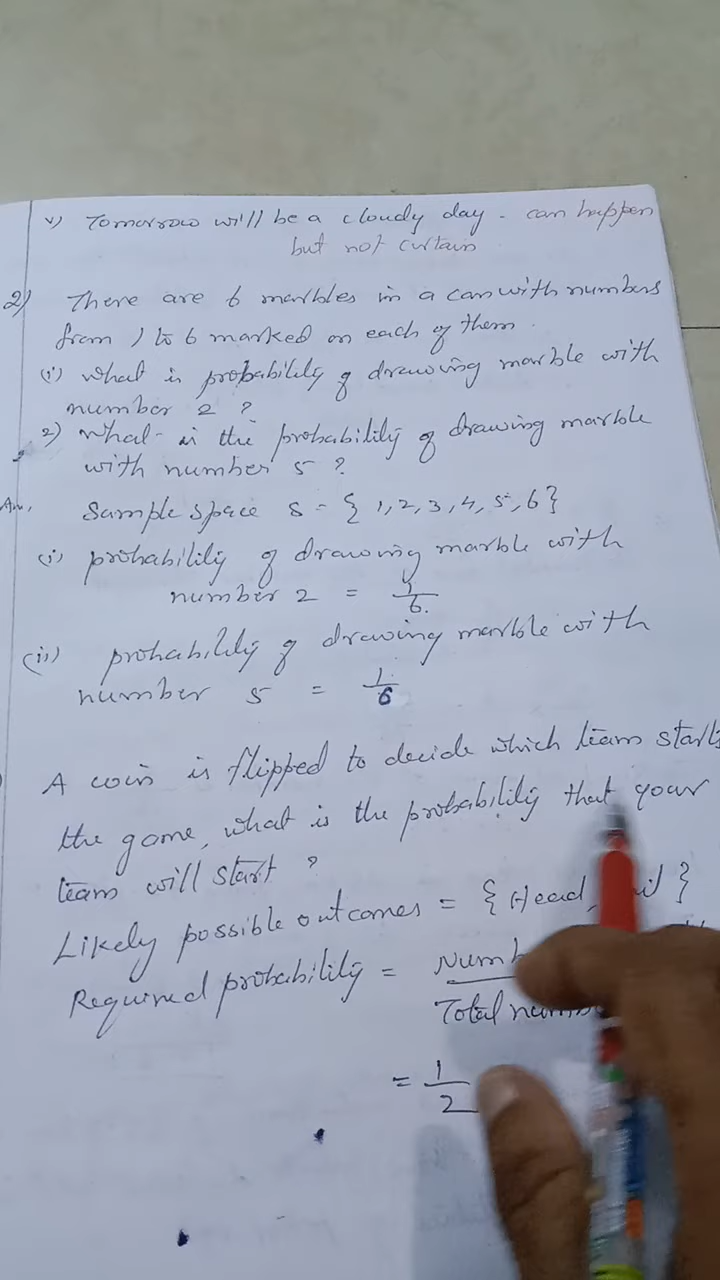 v) Tomorrow will be a cloudy day - can happen
but not curtain
2) There are 6 marbles in a can with numbers
from 1 to 6 marked on each of them.
(i) What is probability of drawing marble with
number 2 ?
2) What is the probability of drawing marble
with number 5 ?
Ans, Sample space S = { 1, 2, 3, 4, 5, 6 }
(i) probability of drawing marble with
number 2 = 1/6.
(ii) probability of drawing marble with
number 5 = 1/6
A coin is flipped to decide which team starts
the game, what is the probability that your
team will start ?
Likely possible outcomes = { Head, }
Required probability =
Total
= 1/2